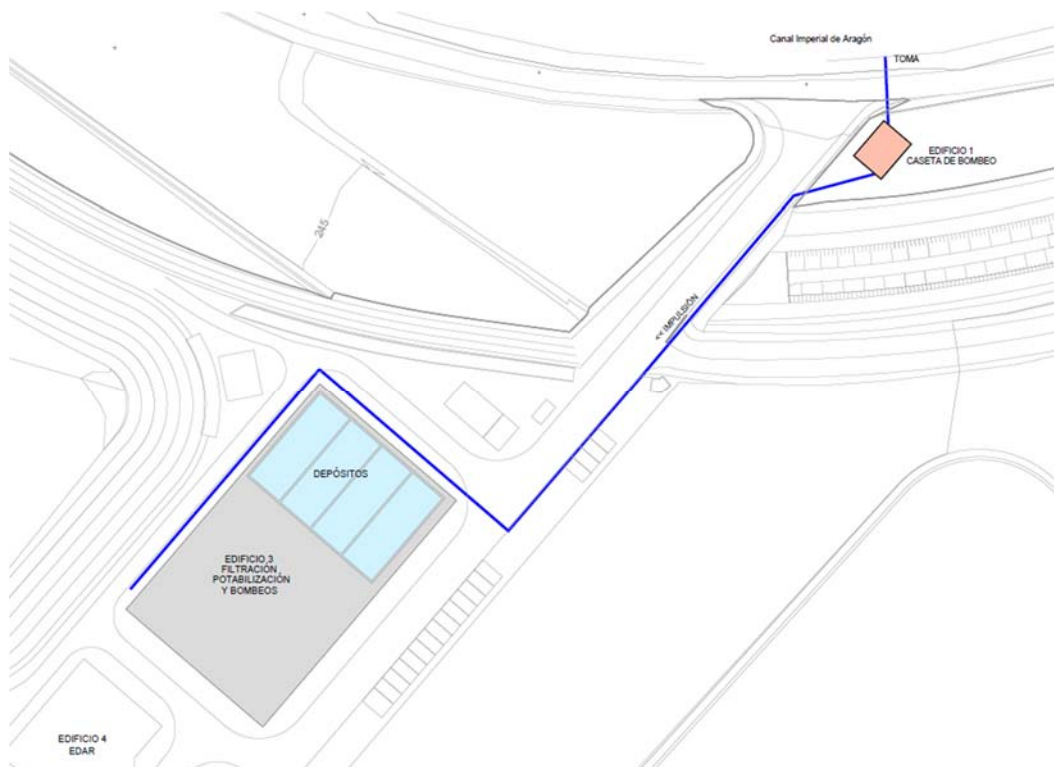 Canal Imperial de Aragón
TOMA
EDIFICIO 1
CASETA DE BOMBEO
245
<< IMPULSIÓN
DEPÓSITOS
EDIFICIO 3
FILTRACIÓN
POTABILIZACIÓN
Y BOMBEOS
EDIFICIO 4
EDAR